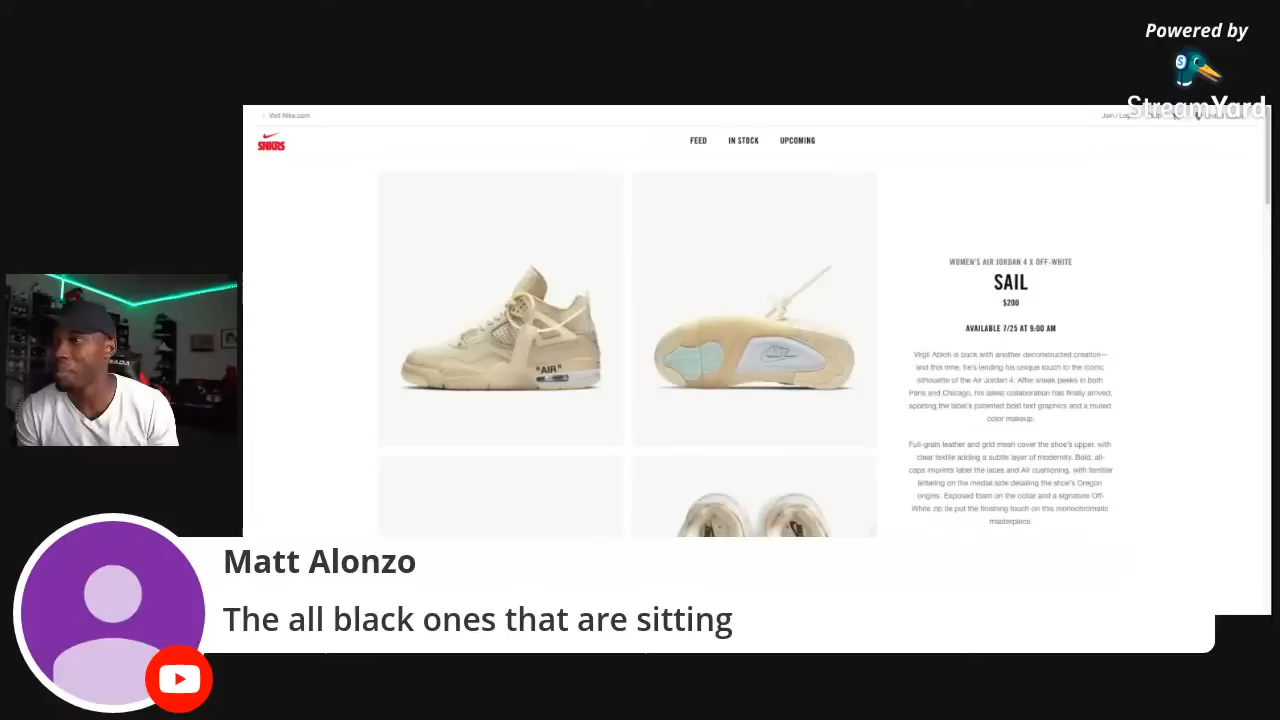 Powered by
StreamYard
Visit Nike.com
SNKRS
FEED IN STOCK UPCOMING
WOMEN'S AIR JORDAN 4 X OFF-WHITE
SAIL
$200
AVAILABLE 7/25 AT 9:00 AM
Virgil Abloh is back with another deconstructed creation—
and this time, he's lending his unique touch to the iconic
silhouette of the Air Jordan 4. After sneak peeks in both
Paris and Chicago, his latest collaboration has finally arrived,
sporting the label's patented bold text graphics and a muted
color makeup.
Full-grain leather and grid mesh cover the shoe's upper, with
clear textile adding a subtle layer of modernity. Bold, all-
caps imprints label the laces and Air cushioning, with familiar
lettering on the medial side detailing the shoe's Oregon
origins. Exposed foam on the collar and a signature Off-
White zip tie put the finishing touch on this monochromatic
masterpiece.
"AIR"
Matt Alonzo
The all black ones that are sitting